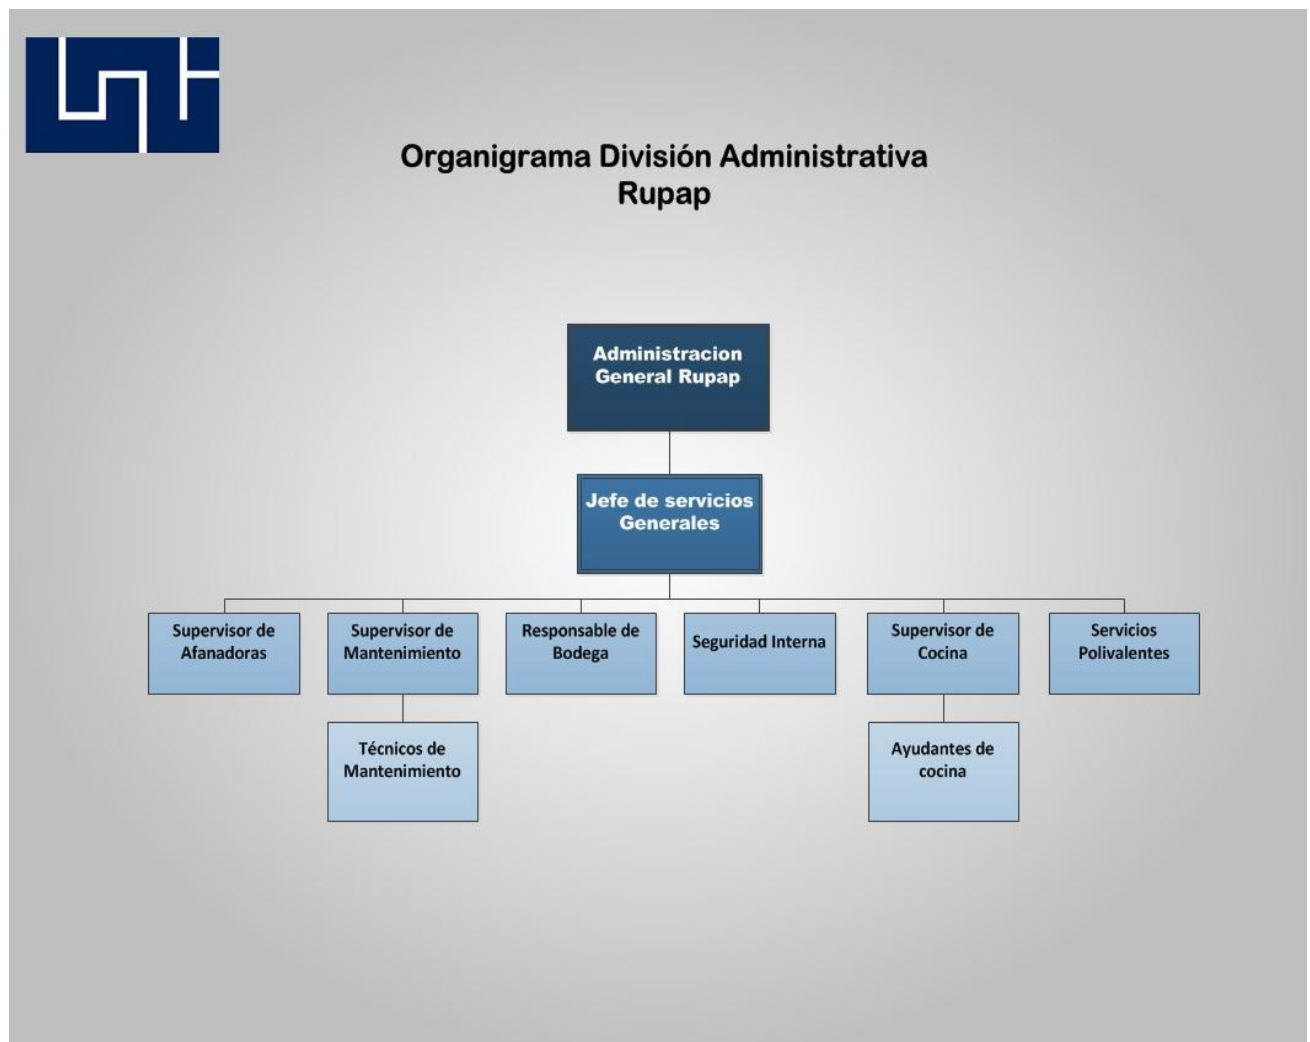 Organigrama División Administrativa
Rupap
Administracion
General Rupap
Jefe de servicios
Generales
Supervisor de
Afanadoras
Supervisor de
Mantenimiento
Responsable de
Bodega
Seguridad Interna
Supervisor de
Cocina
Servicios
Polivalentes
Técnicos de
Mantenimiento
Ayudantes de
cocina